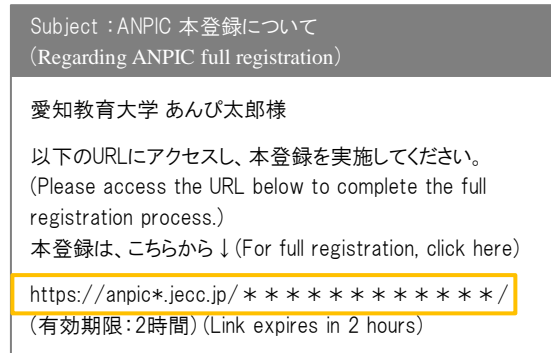 Subject ：ANPIC 本登録について
（Regarding ANPIC full registration）
愛知教育大学 あんぴ太郎様
以下のURLにアクセスし、本登録を実施してください。
(Please access the URL below to complete the full
registration process.)
本登録は、こちらから↓(For full registration, click here)
https://anpic*.jecc.jp/＊＊＊＊＊＊＊＊＊＊＊＊/
(有効期限：2時間) (Link expires in 2 hours)